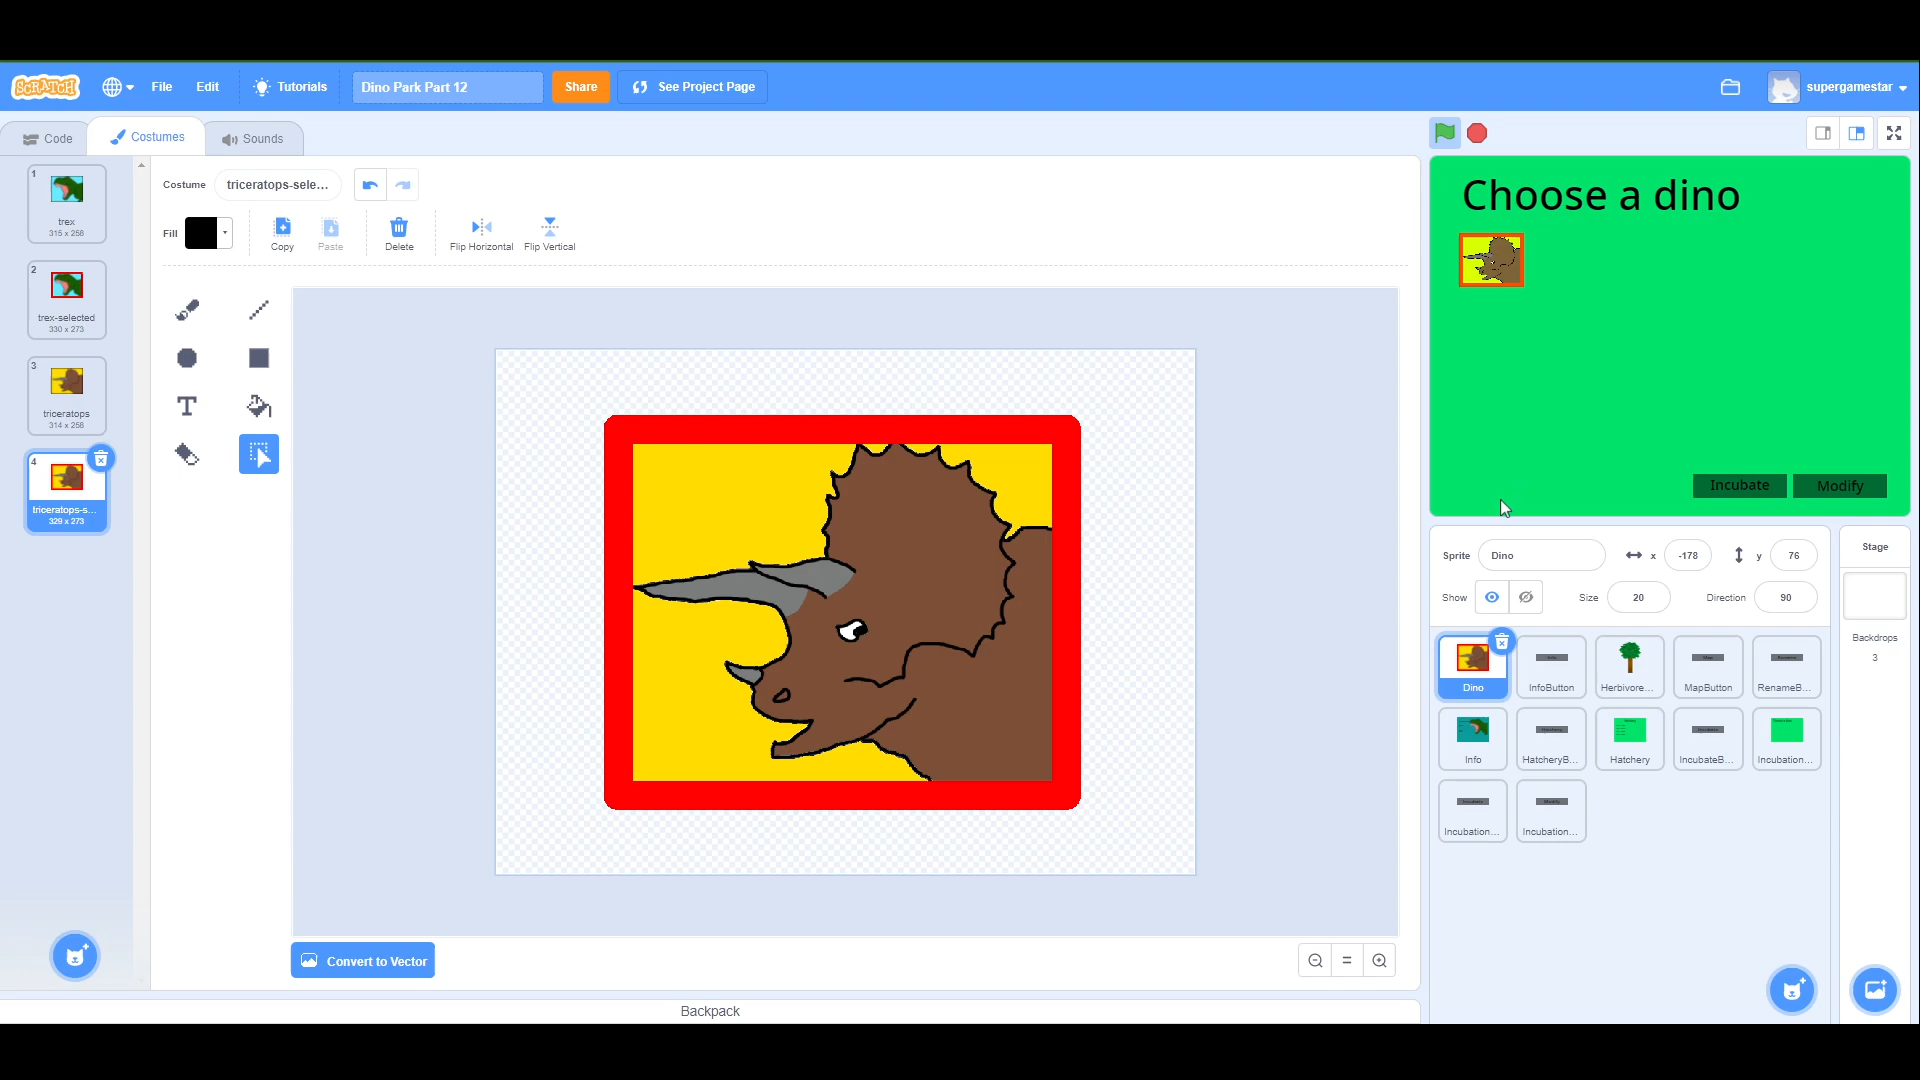 SCRATCH File Edit Tutorials Dino Park Part 12 Share See Project Page supergamestar
Code Costumes Sounds
1
trex
315 x 258
2
trex-selected
330 x 273
3
triceratops
314 x 258
4
triceratops-s...
329 x 273
Costume triceratops-sele...
Fill Copy Paste Delete Flip Horizontal Flip Vertical
T
Convert to Vector
=
Backpack
Choose a dino
Incubate Modify
Sprite Dino x -178 y 76
Show Size 20 Direction 90
Dino InfoButton Herbivore... MapButton RenameB...
Info HatcheryB... Hatchery IncubateB... Incubation...
Incubation... Incubation...
Stage
Backdrops
3